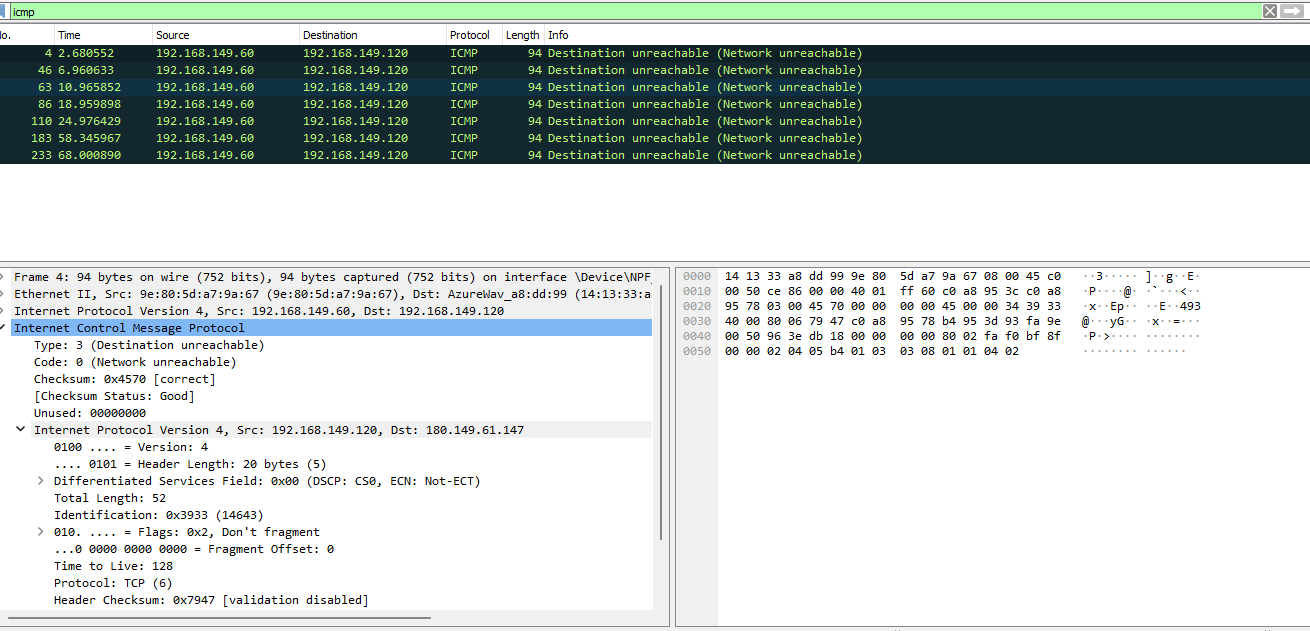 icmp
No. Time Source Destination Protocol Length Info
4 2.680552 192.168.149.60 192.168.149.120 ICMP 94 Destination unreachable (Network unreachable)
46 6.960633 192.168.149.60 192.168.149.120 ICMP 94 Destination unreachable (Network unreachable)
63 10.965852 192.168.149.60 192.168.149.120 ICMP 94 Destination unreachable (Network unreachable)
86 18.959898 192.168.149.60 192.168.149.120 ICMP 94 Destination unreachable (Network unreachable)
110 24.976429 192.168.149.60 192.168.149.120 ICMP 94 Destination unreachable (Network unreachable)
183 58.345967 192.168.149.60 192.168.149.120 ICMP 94 Destination unreachable (Network unreachable)
233 68.000890 192.168.149.60 192.168.149.120 ICMP 94 Destination unreachable (Network unreachable)
Frame 4: 94 bytes on wire (752 bits), 94 bytes captured (752 bits) on interface \Device\NPF_
Ethernet II, Src: 9e:80:5d:a7:9a:67 (9e:80:5d:a7:9a:67), Dst: AzureWav_a8:dd:99 (14:13:33:a
Internet Protocol Version 4, Src: 192.168.149.60, Dst: 192.168.149.120
Internet Control Message Protocol
Type: 3 (Destination unreachable)
Code: 0 (Network unreachable)
Checksum: 0x4570 [correct]
[Checksum Status: Good]
Unused: 00000000
Internet Protocol Version 4, Src: 192.168.149.120, Dst: 180.149.61.147
0100 .... = Version: 4
.... 0101 = Header Length: 20 bytes (5)
Differentiated Services Field: 0x00 (DSCP: CS0, ECN: Not-ECT)
Total Length: 52
Identification: 0x3933 (14643)
010. .... = Flags: 0x2, Don't fragment
...0 0000 0000 0000 = Fragment Offset: 0
Time to Live: 128
Protocol: TCP (6)
Header Checksum: 0x7947 [validation disabled]
0000 14 13 33 a8 dd 99 9e 80 5d a7 9a 67 08 00 45 c0 ··3····· ]··g··E·
0010 00 50 ce 86 00 00 40 01 ff 60 c0 a8 95 3c c0 a8 ·P····@· ·`···<··
0020 95 78 03 00 45 70 00 00 00 00 45 00 00 34 39 33 ·x··Ep·· ··E··493
0030 40 00 80 06 79 47 c0 a8 95 78 b4 95 3d 93 fa 9e @···yG·· ·x··=···
0040 00 50 96 3e db 18 00 00 00 00 80 02 fa f0 bf 8f ·P·>···· ········
0050 00 00 02 04 05 b4 01 03 03 08 01 01 04 02 ········ ······